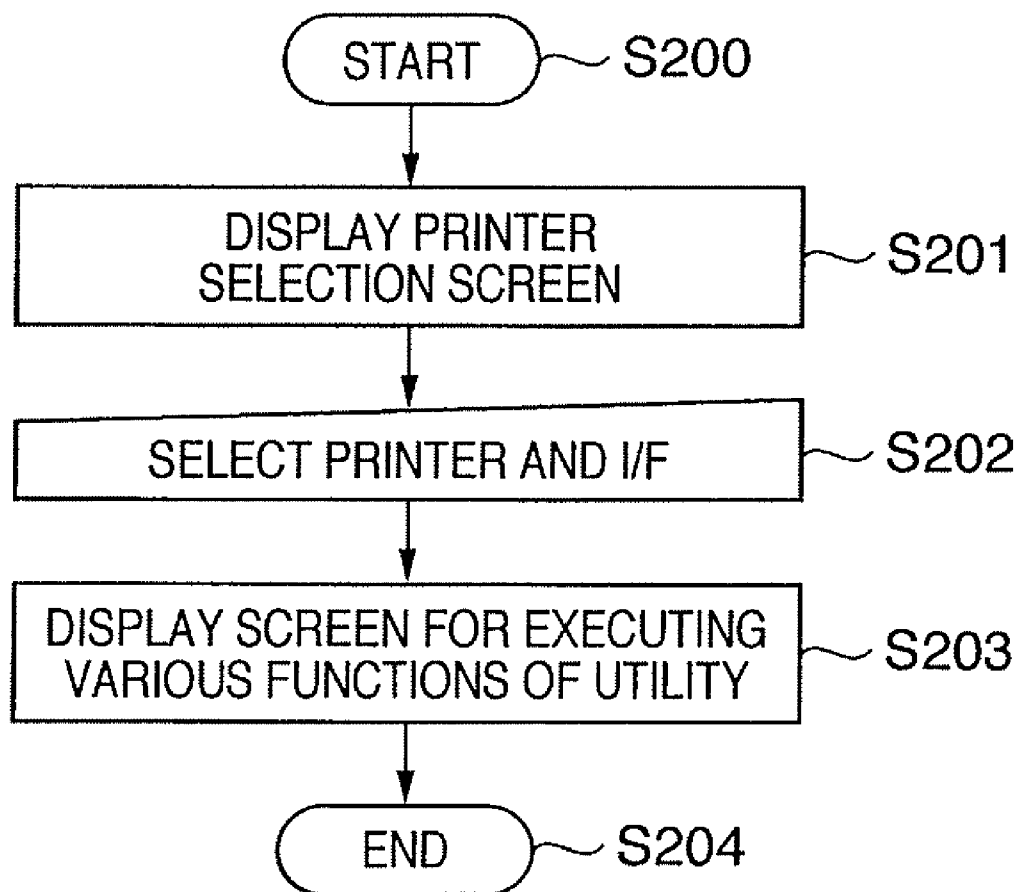 START
S200
DISPLAY PRINTER
SELECTION SCREEN
S201
SELECT PRINTER AND I/F
S202
DISPLAY SCREEN FOR EXECUTING
VARIOUS FUNCTIONS OF UTILITY
S203
END
S204